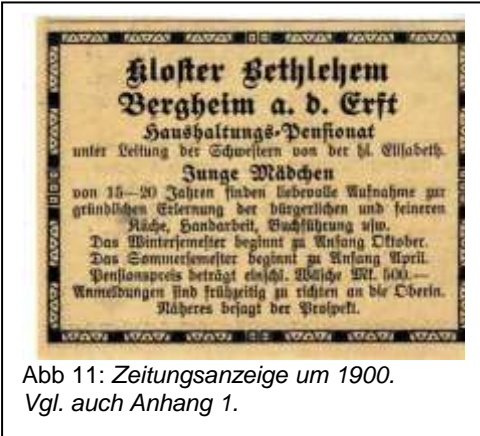 Kloster Bethlehem
Bergheim a. d. Erft
Haushaltungs-Pensionat
unter Leitung der Schwestern von der hl. Elisabeth.
Junge Mädchen
von 15—20 Jahren finden liebevolle Aufnahme zur
gründlichen Erlernung der bürgerlichen und feineren
Küche, Handarbeit, Buchführung usw.
Das Wintersemester beginnt zu Anfang Oktober.
Das Sommersemester beginnt zu Anfang April.
Pensionspreis beträgt einschl. Wäsche Mk. 500.—
Anmeldungen sind frühzeitig zu richten an die Oberin.
Näheres besagt der Prospekt.
Abb 11: Zeitungsanzeige um 1900.
Vgl. auch Anhang 1.